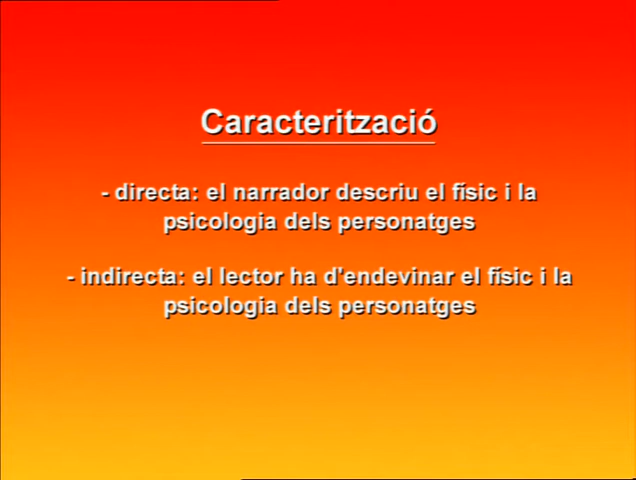 Caracterització
- directa: el narrador descriu el físic i la
psicologia dels personatges
- indirecta: el lector ha d'endevinar el físic i la
psicologia dels personatges